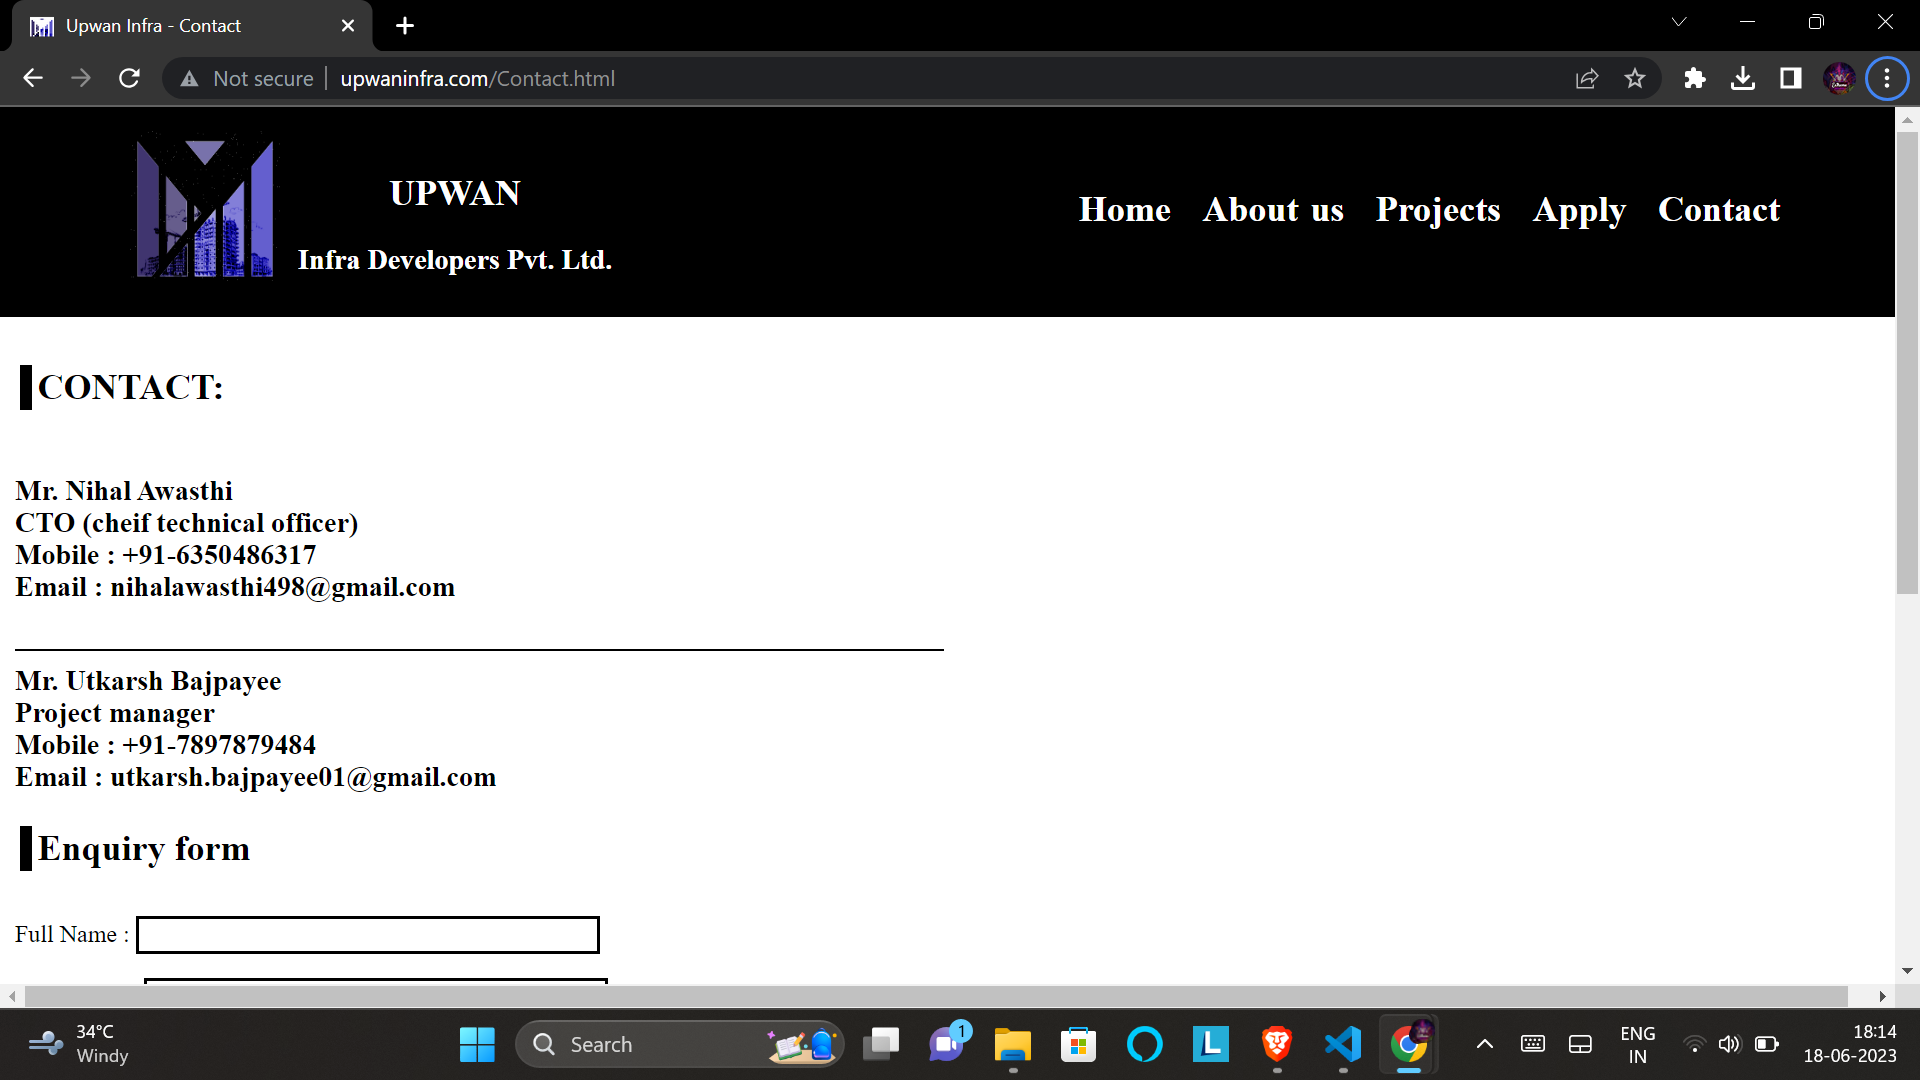 Upwan Infra - Contact
Not secure
upwaninfra.com/Contact.html
UPWAN
Infra Developers Pvt. Ltd.
Home About us Projects Apply Contact
CONTACT:
Mr. Nihal Awasthi
CTO (cheif technical officer)
Mobile : +91-6350486317
Email : nihalawasthi498@gmail.com
Mr. Utkarsh Bajpayee
Project manager
Mobile : +91-7897879484
Email : utkarsh.bajpayee01@gmail.com
Enquiry form
Full Name :
34°C
Windy
Search
1
L
ENG
IN
18:14
18-06-2023